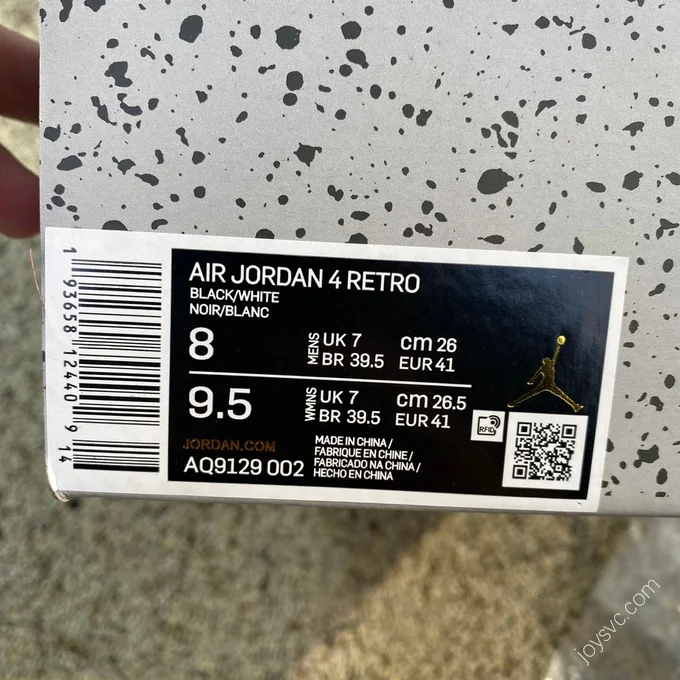 AIR JORDAN 4 RETRO
BLACK/WHITE
NOIR/BLANC
8 MENS UK 7 cm 26
BR 39.5 EUR 41
9.5 WMNS UK 7 cm 26.5
BR 39.5 EUR 41
JORDAN.COM
AQ9129 002
MADE IN CHINA /
FABRIQUE EN CHINE /
FABRICADO NA CHINA /
HECHO EN CHINA
RFID
1 93658 12440 9 14
joysvc.com